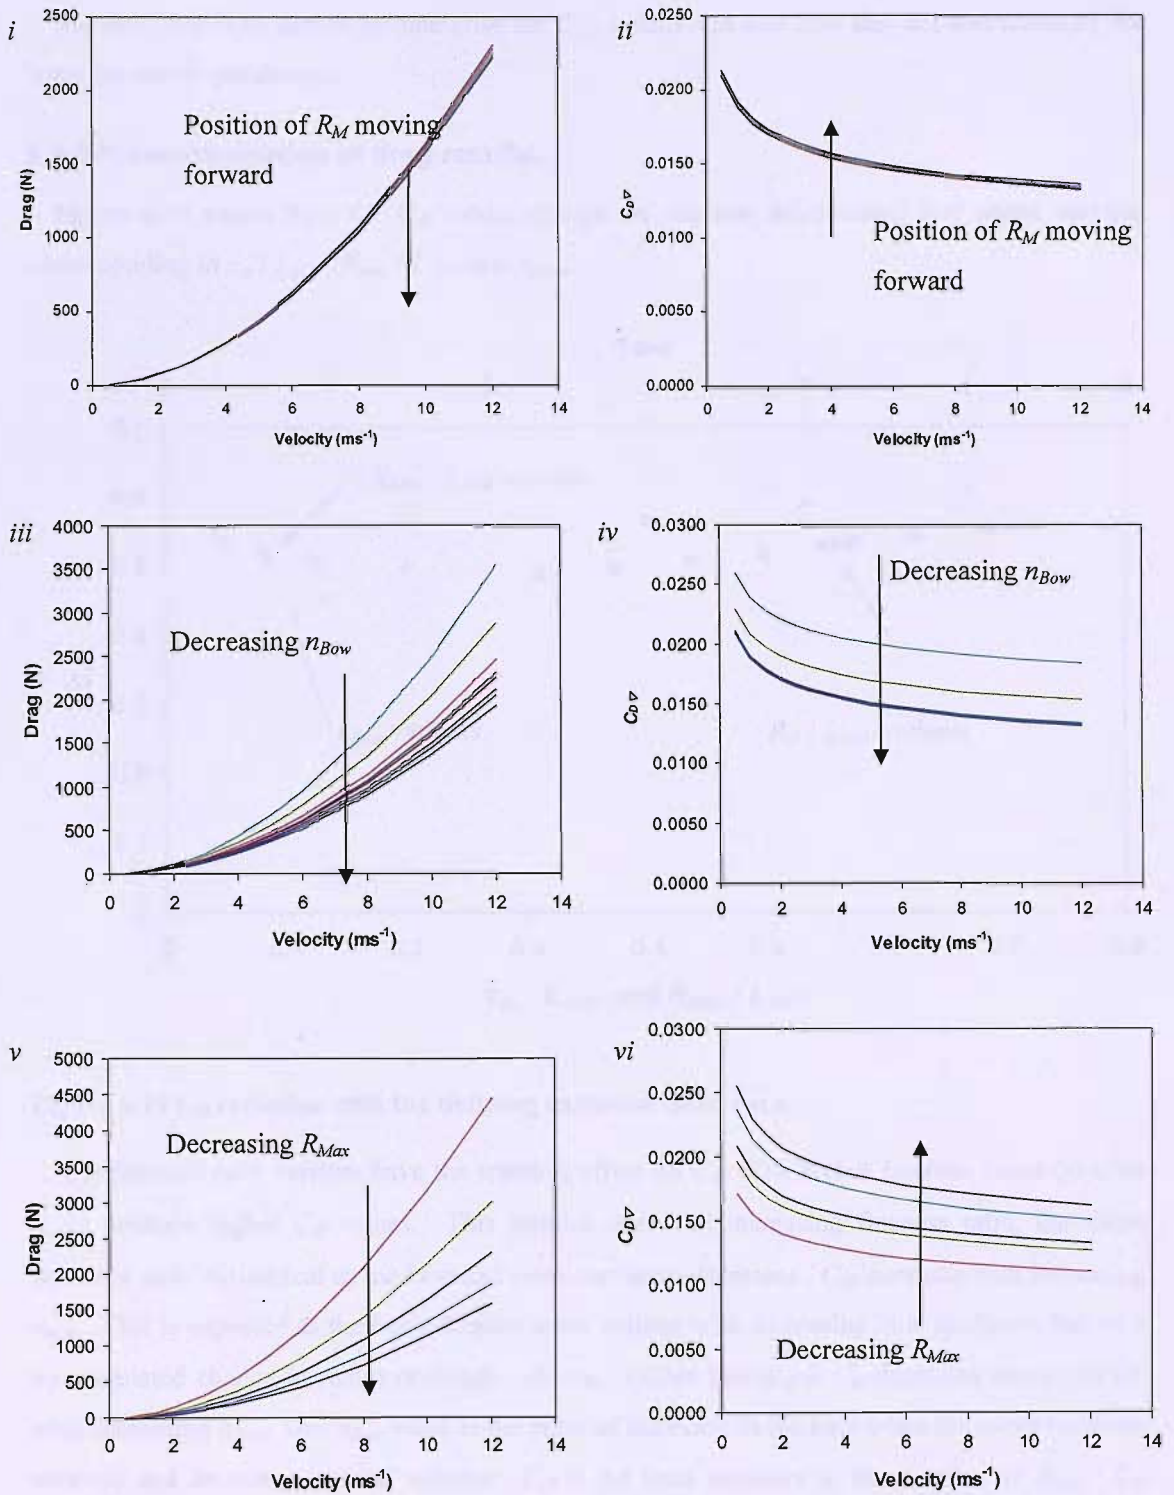 i
2500
2000
1500
1000
500
0
Drag (N)
Position of R_M moving
forward
0 2 4 6 8 10 12 14
Velocity (ms⁻¹)
ii
0.0250
0.0200
0.0150
0.0100
0.0050
0.0000
C_D∇
Position of R_M moving
forward
0 2 4 6 8 10 12 14
Velocity (ms⁻¹)
iii
4000
3500
3000
2500
2000
1500
1000
500
0
Drag (N)
Decreasing n_Bow
0 2 4 6 8 10 12 14
Velocity (ms⁻¹)
iv
0.0300
0.0250
0.0200
0.0150
0.0100
0.0050
0.0000
C_D∇
Decreasing n_Bow
0 2 4 6 8 10 12 14
Velocity (ms⁻¹)
v
5000
4500
4000
3500
3000
2500
2000
1500
1000
500
0
Drag (N)
Decreasing R_Max
0 2 4 6 8 10 12 14
Velocity (ms⁻¹)
vi
0.0300
0.0250
0.0200
0.0150
0.0100
0.0050
0.0000
C_D∇
Decreasing R_Max
0 2 4 6 8 10 12 14
Velocity (ms⁻¹)